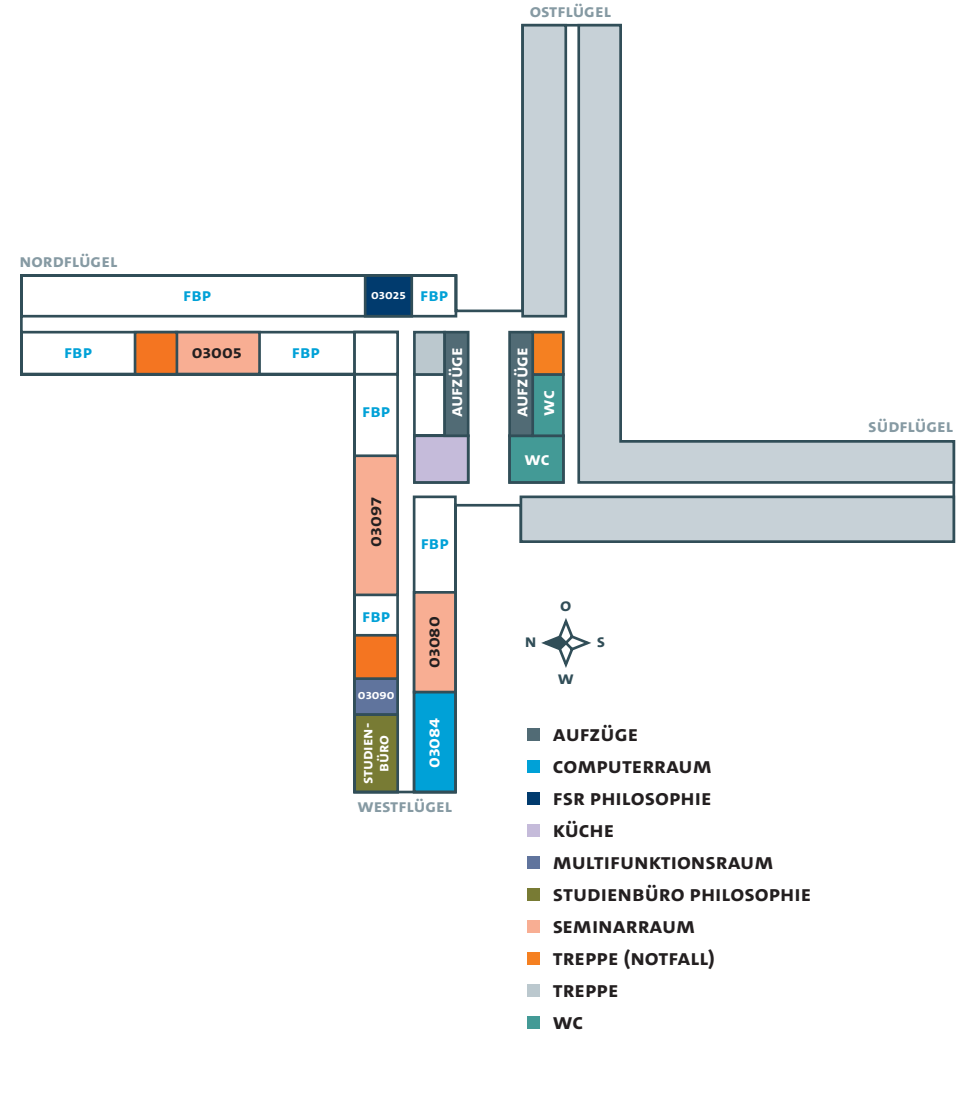 OSTFLÜGEL
NORDFLÜGEL
FBP
03025
FBP
FBP
03005
FBP
AUFZÜGE
AUFZÜGE
WC
WC
SÜDFLÜGEL
FBP
03097
FBP
FBP
03080
03090
03084
STUDIEN-
BÜRO
WESTFLÜGEL
O
N
S
W
AUFZÜGE
COMPUTERRAUM
FSR PHILOSOPHIE
KÜCHE
MULTIFUNKTIONSRAUM
STUDIENBÜRO PHILOSOPHIE
SEMINARRAUM
TREPPE (NOTFALL)
TREPPE
WC